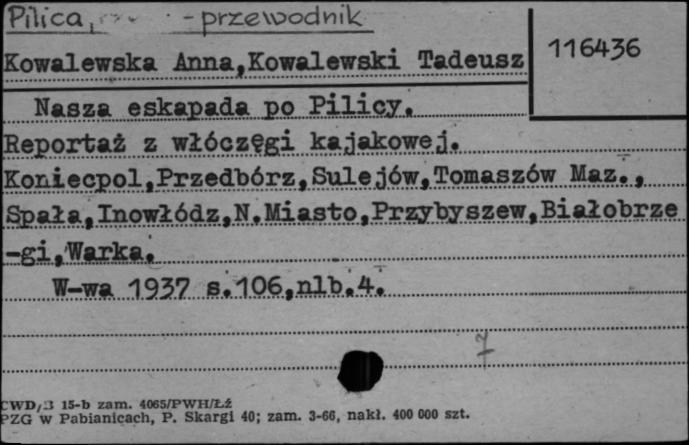 Pilica, - przewodnik
116436
Kowalewska Anna,Kowalewski Tadeusz
Nasza eskapada po Pilicy.
Reportaż z włóczęgi kajakowej.
Koniecpol,Przedbórz,Sulejów,Tomaszów Maz.,
Spała,Inowłódz,N.Miasto,Przybyszew,Białobrze
-gi,Warka.
W-wa 1937 s.106,nlb.4.
7
CWD/3 15-b zam. 4065/PWH/Łź
PZG w Pabianicach, P. Skargi 40; zam. 3-66, nakł. 400 000 szt.